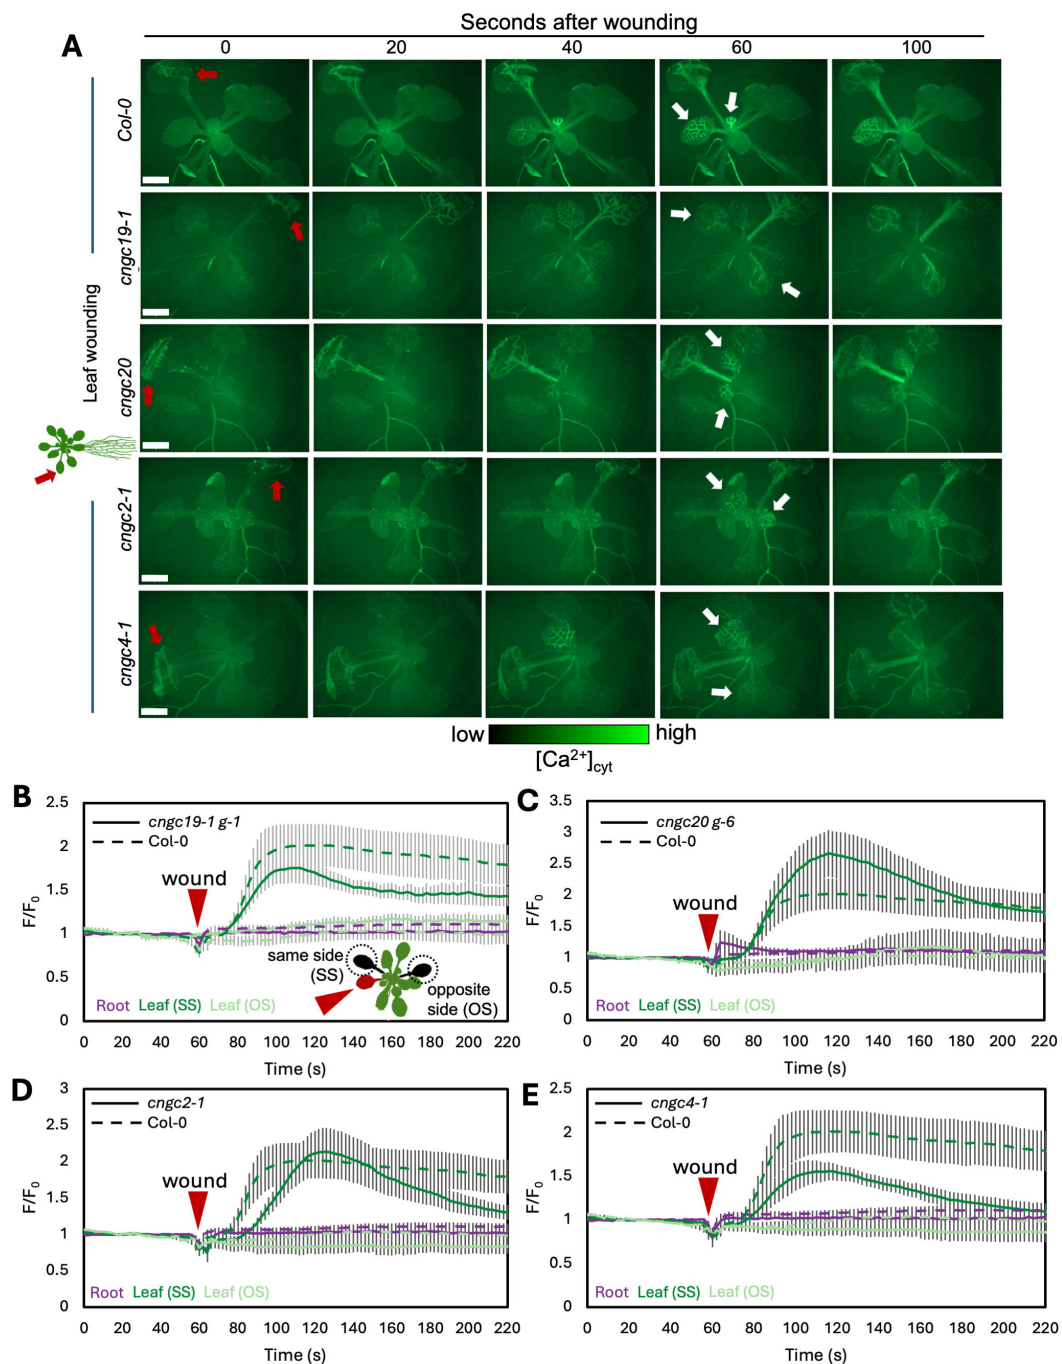 Seconds after wounding
A
0 20 40 60 100
Col-0
cngc19-1
Leaf wounding
cngc20
cngc2-1
cngc4-1
low high
[Ca²⁺]cyt
B
2.5
2
1.5
1
0.5
0
F/F₀
cngc19-1 g-1
Col-0
wound
same side
(SS)
opposite
side (OS)
Root Leaf (SS) Leaf (OS)
0 20 40 60 80 100 120 140 160 180 200 220
Time (s)
C
3.5
3
2.5
2
1.5
1
0.5
0
F/F₀
cngc20 g-6
Col-0
wound
Root Leaf (SS) Leaf (OS)
0 20 40 60 80 100 120 140 160 180 200 220
Time (s)
D
3
2.5
2
1.5
1
0.5
0
F/F₀
cngc2-1
Col-0
wound
Root Leaf (SS) Leaf (OS)
0 20 40 60 80 100 120 140 160 180 200 220
Time (s)
E
2.5
2
1.5
1
0.5
0
F/F₀
cngc4-1
Col-0
wound
Root Leaf (SS) Leaf (OS)
0 20 40 60 80 100 120 140 160 180 200 220
Time (s)